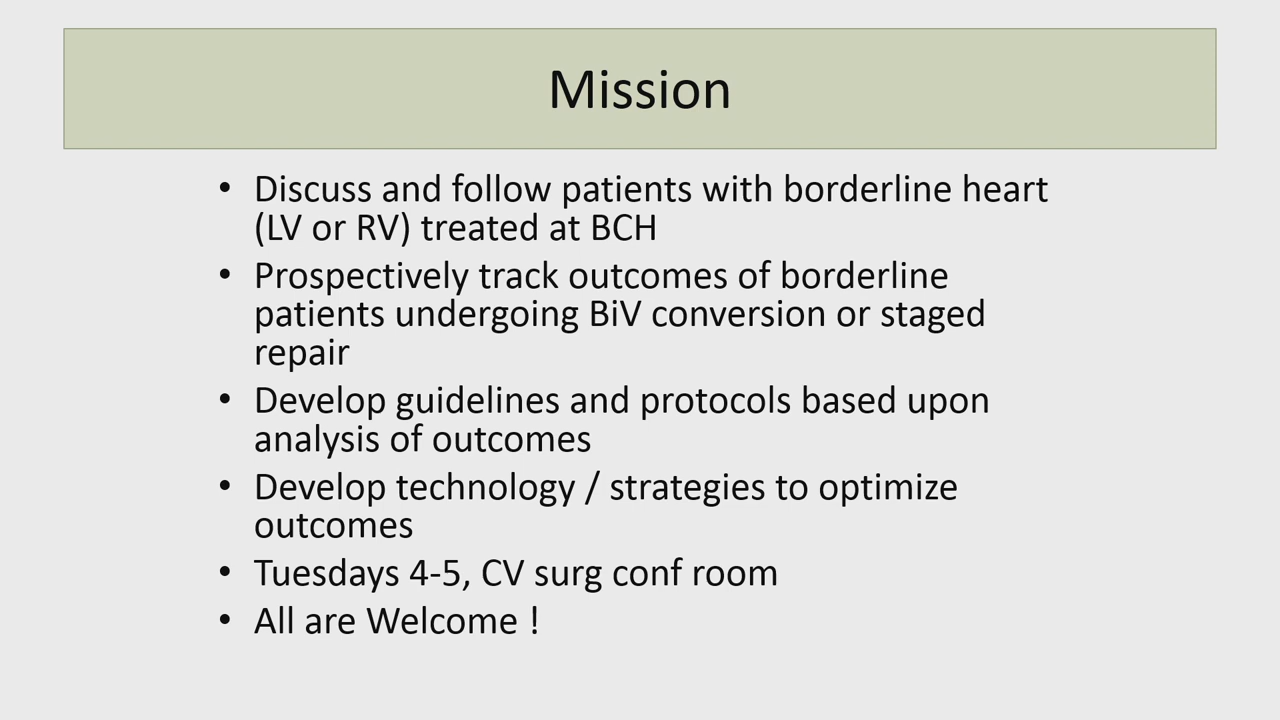 Mission
• Discuss and follow patients with borderline heart
(LV or RV) treated at BCH
• Prospectively track outcomes of borderline
patients undergoing BiV conversion or staged
repair
• Develop guidelines and protocols based upon
analysis of outcomes
• Develop technology / strategies to optimize
outcomes
• Tuesdays 4-5, CV surg conf room
• All are Welcome !